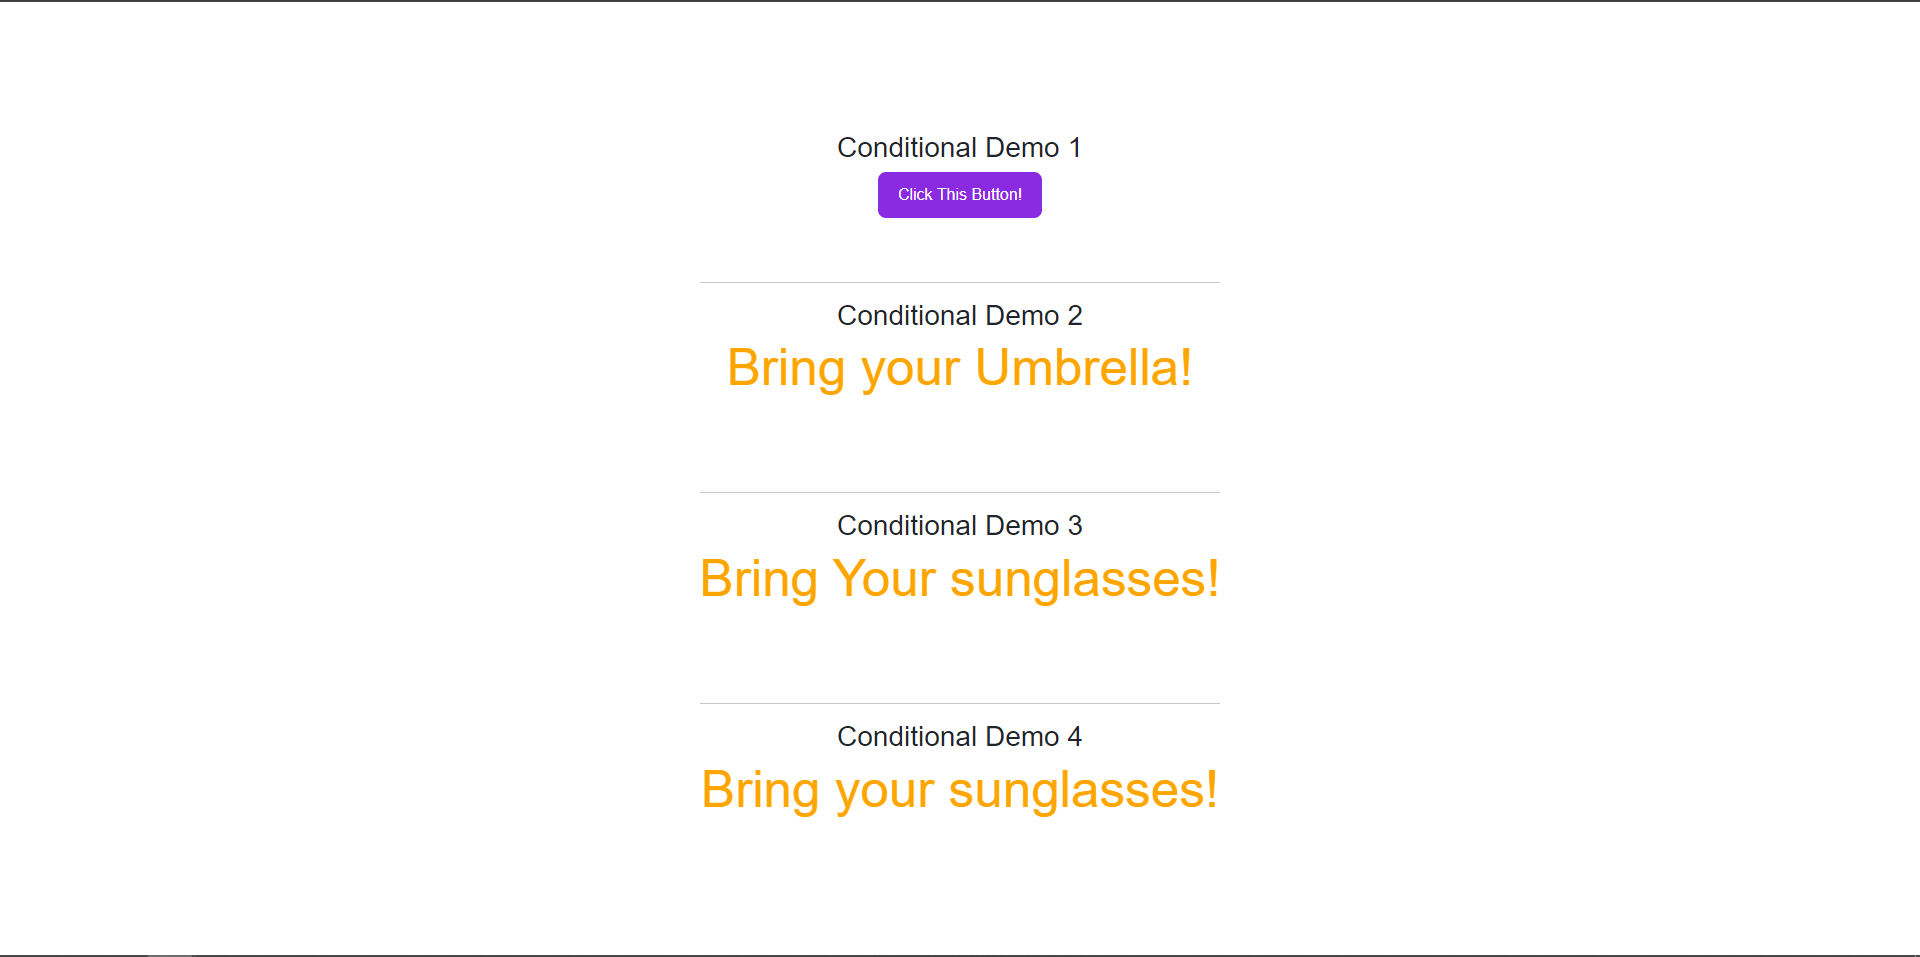 Conditional Demo 1
Click This Button!
Conditional Demo 2
Bring your Umbrella!
Conditional Demo 3
Bring Your sunglasses!
Conditional Demo 4
Bring your sunglasses!